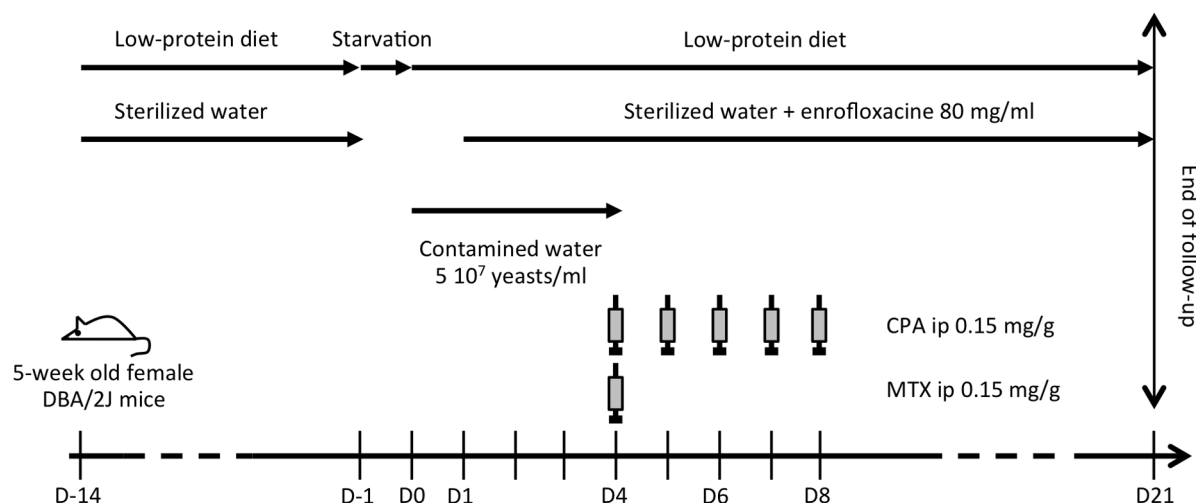 Low-protein diet
Starvation
Low-protein diet
Sterilized water
Sterilized water + enrofloxacine 80 mg/ml
Contamined water
5 10⁷ yeasts/ml
End of follow-up
CPA ip 0.15 mg/g
5-week old female
DBA/2J mice
MTX ip 0.15 mg/g
D-14
D-1
D0
D1
D4
D6
D8
D21